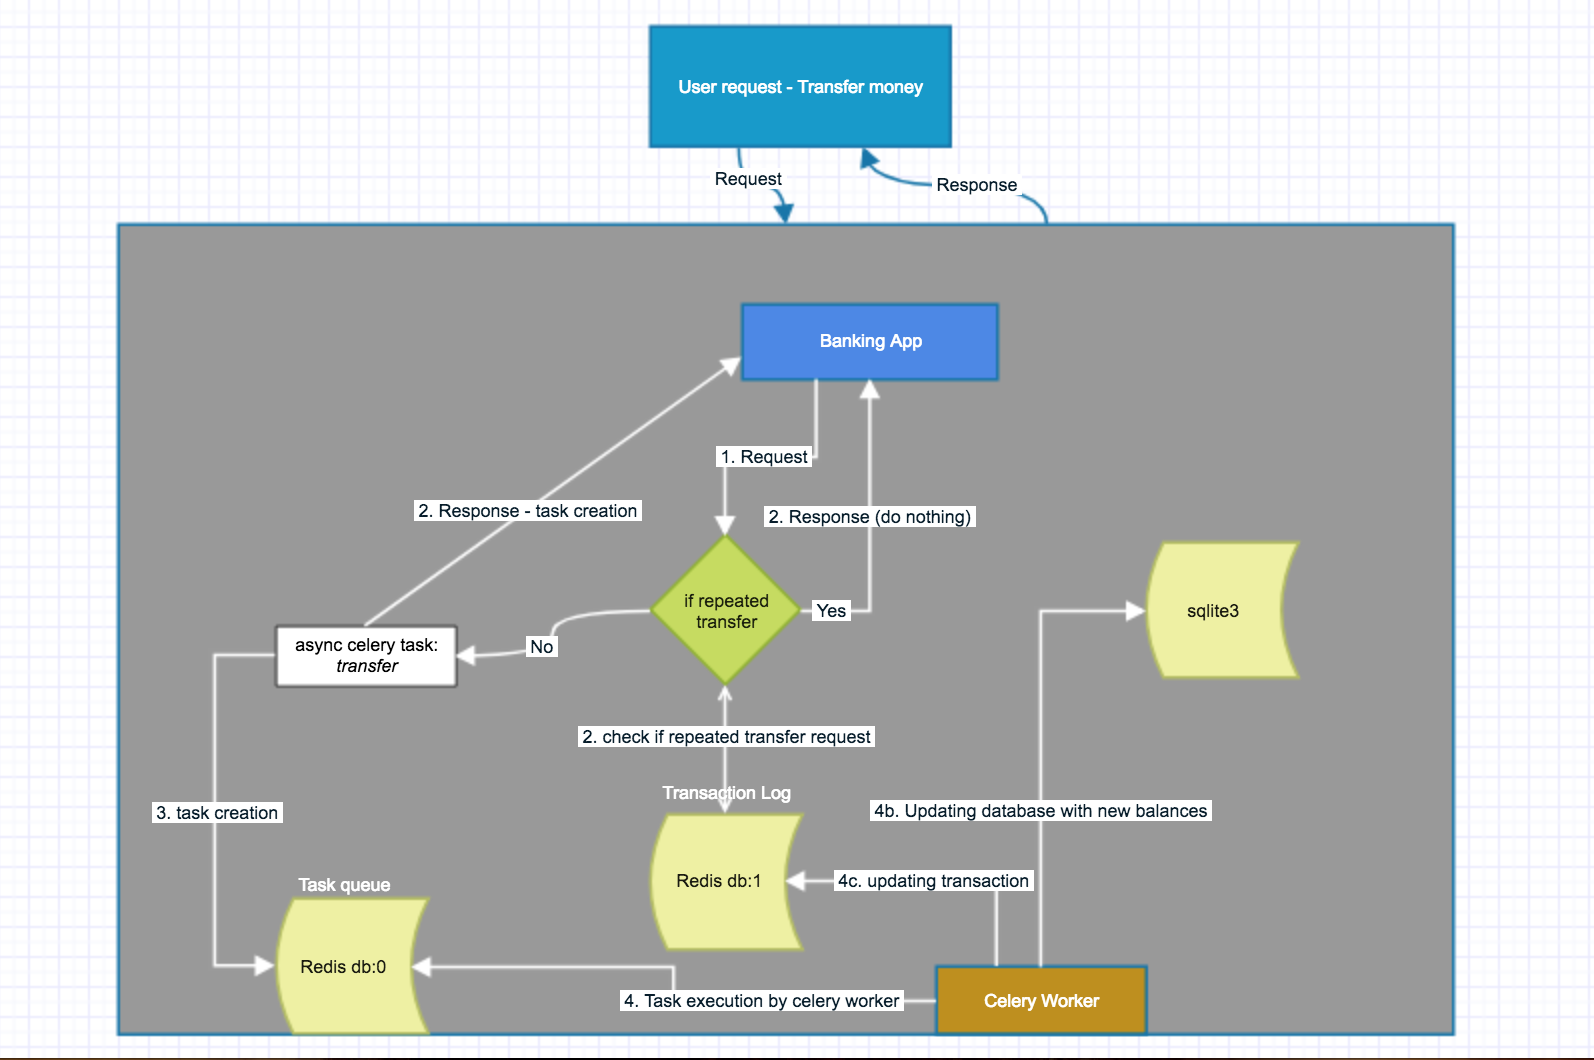 User request - Transfer money
Request
Response
Banking App
1. Request
2. Response - task creation
2. Response (do nothing)
if repeated
transfer
Yes
sqlite3
async celery task:
transfer
No
2. check if repeated transfer request
Transaction Log
3. task creation
4b. Updating database with new balances
Redis db:1
4c. updating transaction
Task queue
Redis db:0
4. Task execution by celery worker
Celery Worker